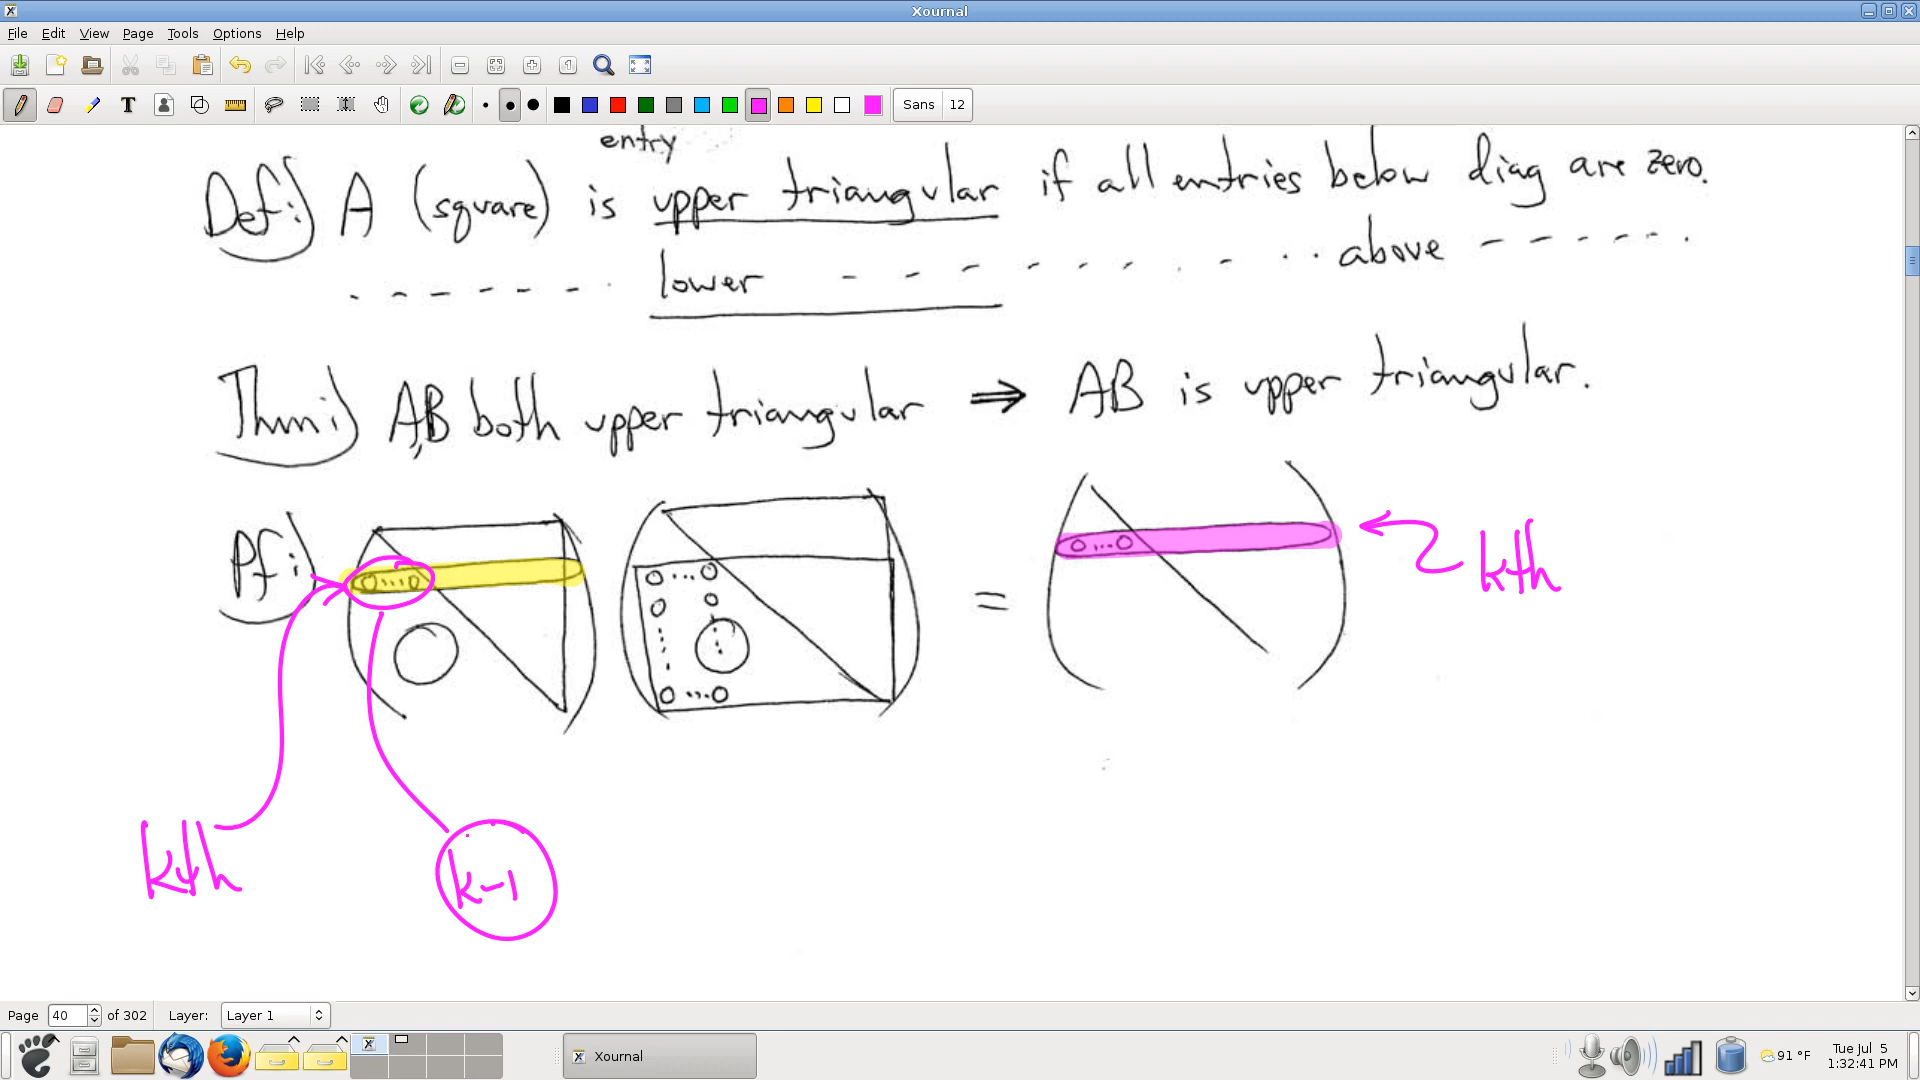 Xournal
File Edit View Page Tools Options Help
Sans 12
entry
Def:) A (square) is upper triangular if all entries below diag are zero.
- - - - - - - lower - - - - - - - - - - above - - - - - - .
Thm:) A,B both upper triangular ⇒ AB is upper triangular.
Pf:) 0...0 0...0 0 0 0...0 = 0...0 kth
kth k-1
Page 40 of 302 Layer: Layer 1
Xournal
91 °F
Tue Jul 5
1:32:41 PM